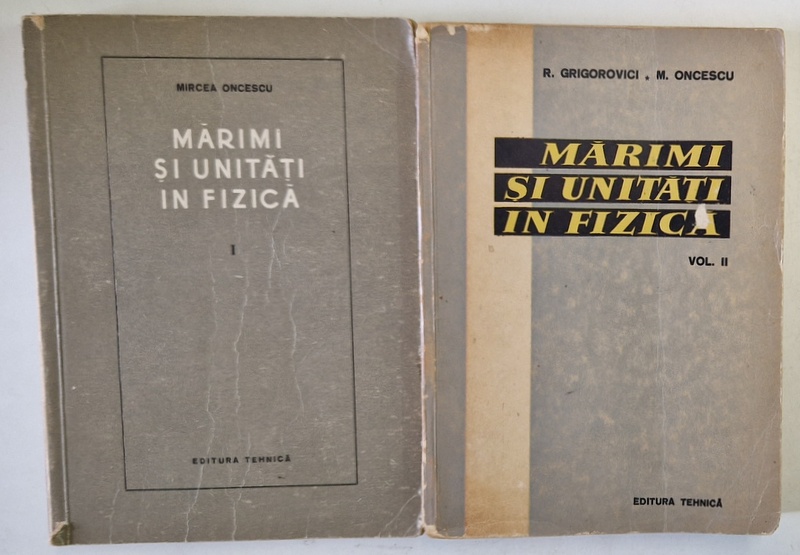 MIRCEA ONCESCU
MĂRIMI
ȘI UNITĂȚI
IN FIZICĂ
I
EDITURA TEHNICĂ
R. GRIGOROVICI . M. ONCESCU
MĂRIMI
ȘI UNITĂȚI
IN FIZICĂ
VOL. II
EDITURA TEHNICĂ